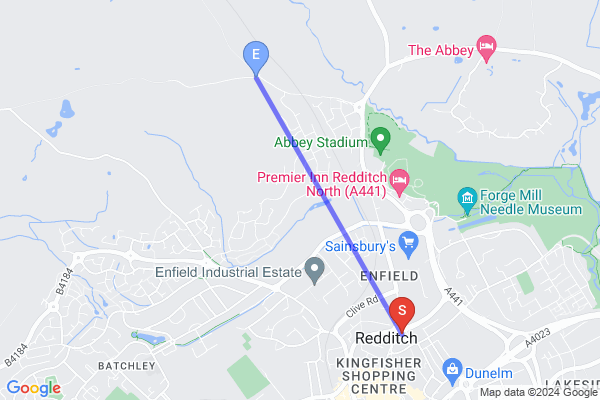 E
The Abbey
Abbey Stadium
Premier Inn Redditch
North (A441)
Forge Mill
Needle Museum
Sainsbury's
Enfield Industrial Estate
ENFIELD
B4184
A441
Clive Rd
S
Redditch
A4023
B4184
BATCHLEY
KINGFISHER
SHOPPING
CENTRE
Dunelm
LAKESIDE
Google
Map data ©2024 Google